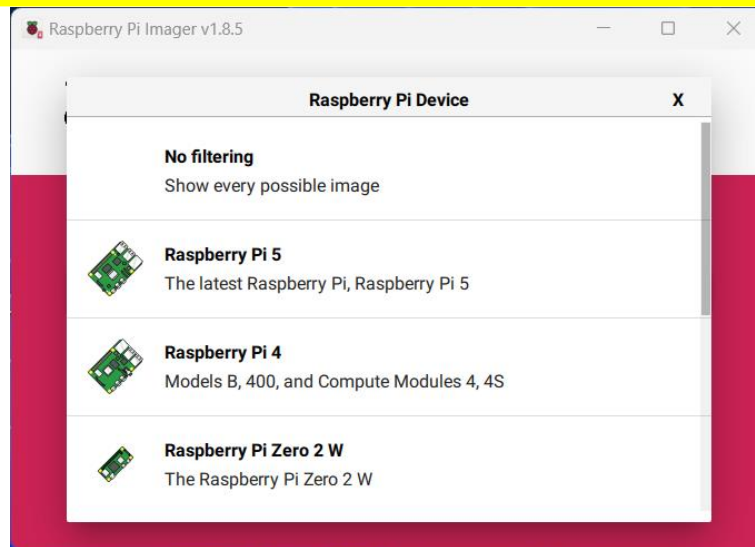 Raspberry Pi Imager v1.8.5
Raspberry Pi Device
X
No filtering
Show every possible image
Raspberry Pi 5
The latest Raspberry Pi, Raspberry Pi 5
Raspberry Pi 4
Models B, 400, and Compute Modules 4, 4S
Raspberry Pi Zero 2 W
The Raspberry Pi Zero 2 W